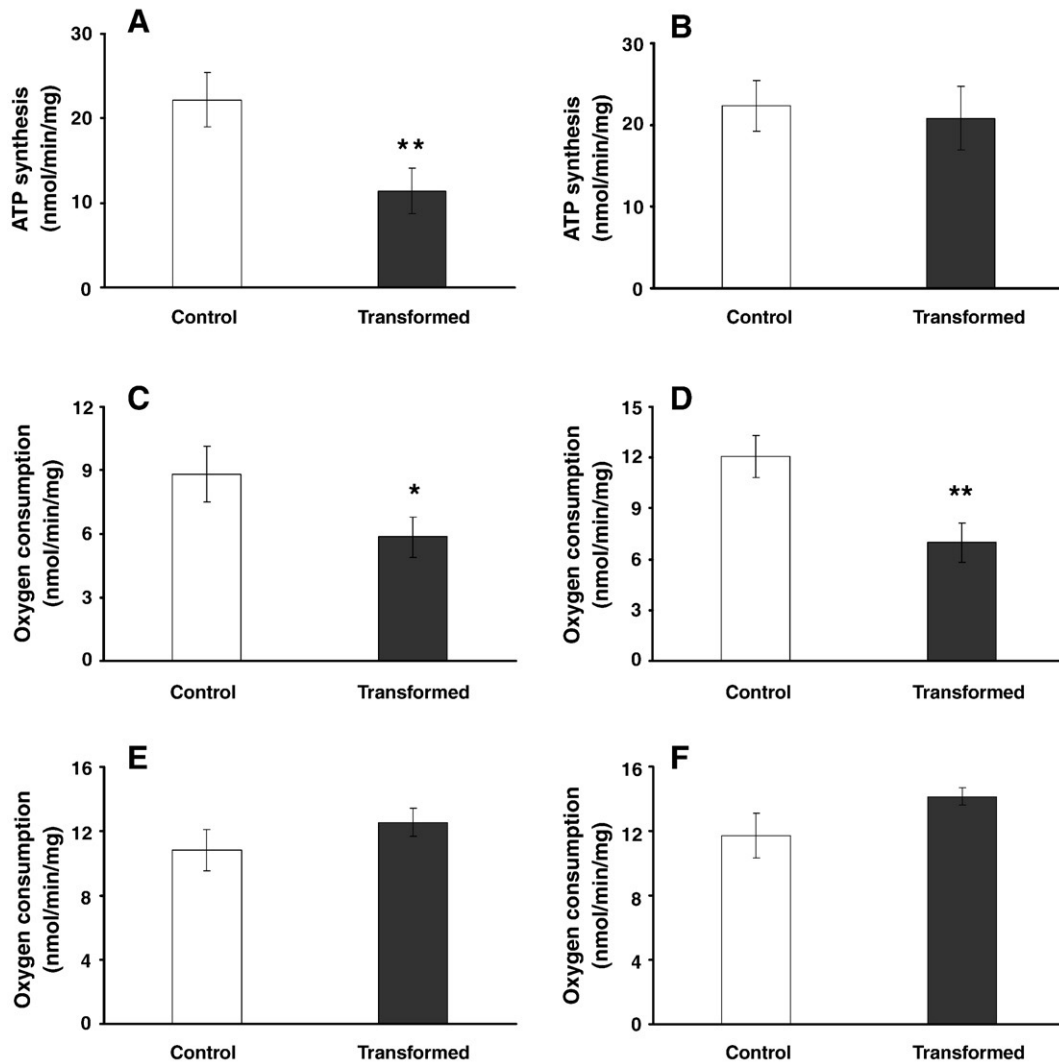 A
ATP synthesis
(nmol/min/mg)
30
20
10
0
**
Control Transformed
B
ATP synthesis
(nmol/min/mg)
30
20
10
0
Control Transformed
C
Oxygen consumption
(nmol/min/mg)
12
9
6
3
0
*
Control Transformed
D
Oxygen consumption
(nmol/min/mg)
15
12
9
6
3
0
**
Control Transformed
E
Oxygen consumption
(nmol/min/mg)
16
12
8
4
0
Control Transformed
F
Oxygen consumption
(nmol/min/mg)
16
12
8
4
0
Control Transformed